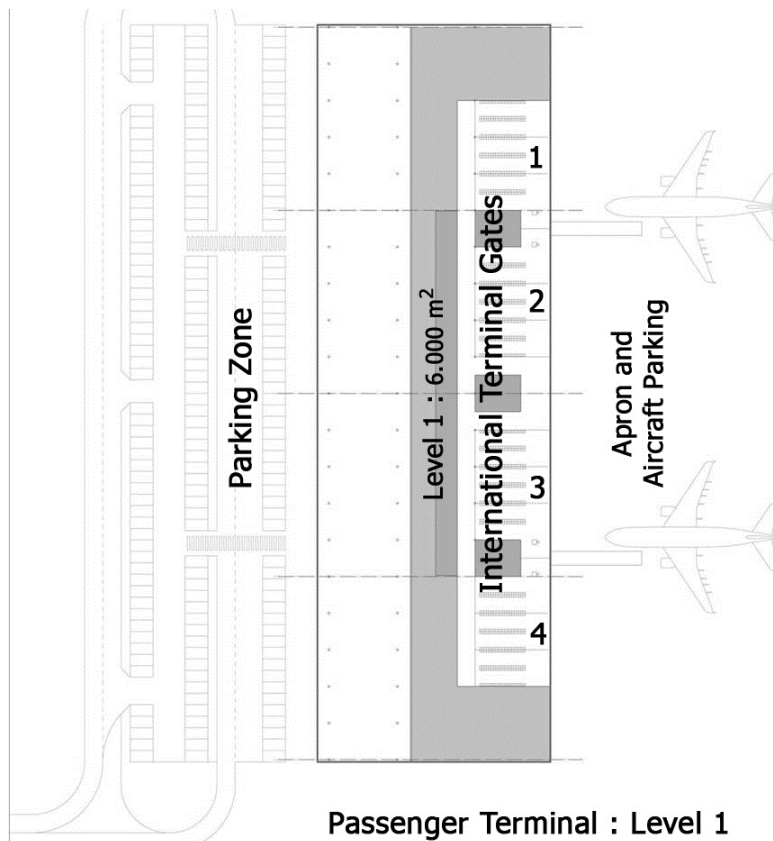 Parking Zone
Level 1 : 6.000 m²
International Terminal Gates
1
2
3
4
Apron and
Aircraft Parking
Passenger Terminal : Level 1